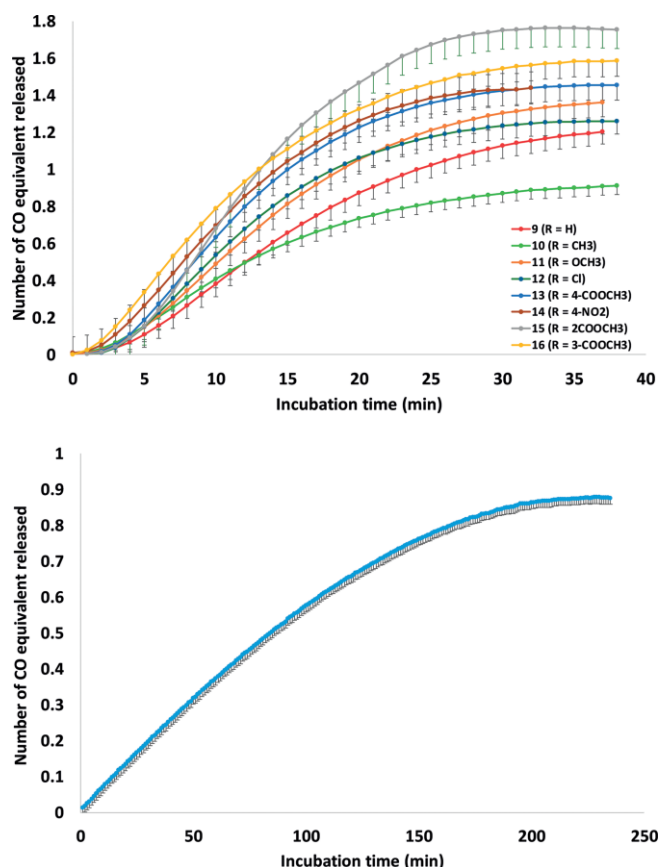 1.8
1.6
1.4
1.2
1
0.8
0.6
0.4
0.2
0
Number of CO equivalent released
9 (R = H)
10 (R = CH3)
11 (R = OCH3)
12 (R = Cl)
13 (R = 4-COOCH3)
14 (R = 4-NO2)
15 (R = 2COOCH3)
16 (R = 3-COOCH3)
0 5 10 15 20 25 30 35 40
Incubation time (min)
1
0.9
0.8
0.7
0.6
0.5
0.4
0.3
0.2
0.1
0
Number of CO equivalent released
0 50 100 150 200 250
Incubation time (min)